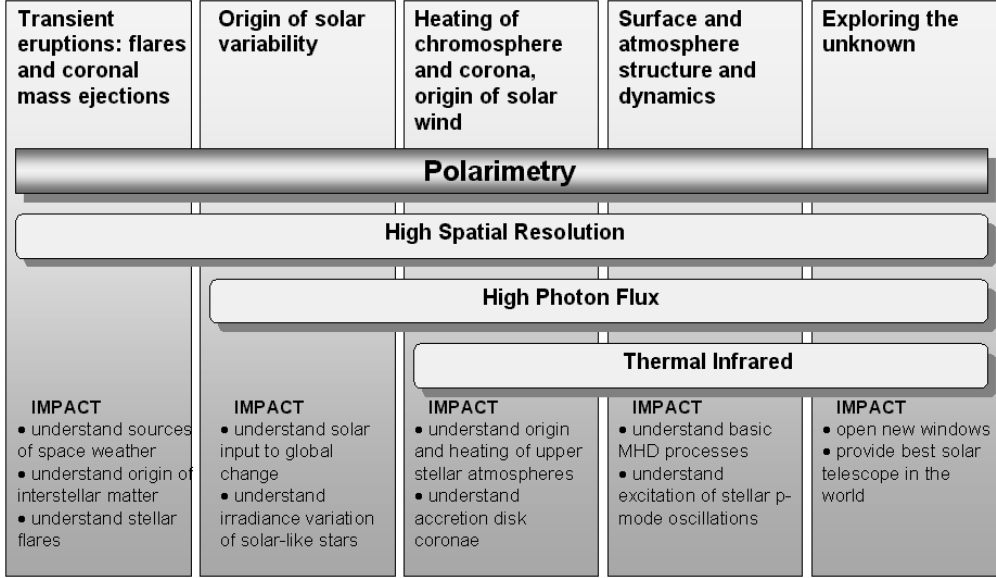 Transient
eruptions: flares
and coronal
mass ejections
Origin of solar
variability
Heating of
chromosphere
and corona,
origin of solar
wind
Surface and
atmosphere
structure and
dynamics
Exploring the
unknown
Polarimetry
High Spatial Resolution
High Photon Flux
Thermal Infrared
IMPACT
• understand sources
of space weather
• understand origin of
interstellar matter
• understand stellar
flares
IMPACT
• understand solar
input to global
change
• understand
irradiance variation
of solar-like stars
IMPACT
• understand origin
and heating of upper
stellar atmospheres
• understand
accretion disk
coronae
IMPACT
• understand basic
MHD processes
• understand
excitation of stellar p-
mode oscillations
IMPACT
• open new windows
• provide best solar
telescope in the
world